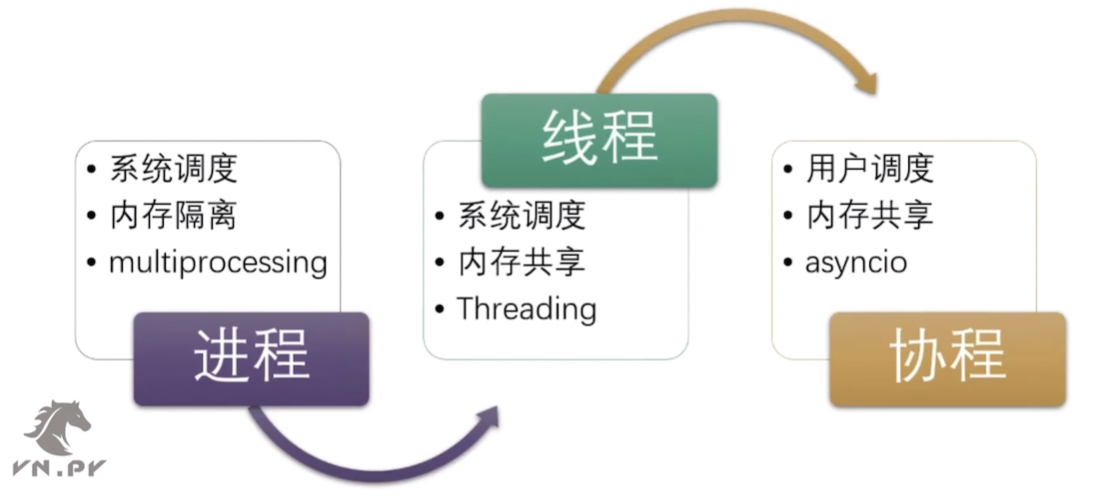 • 系统调度
• 内存隔离
• multiprocessing
进程
线程
• 系统调度
• 内存共享
• Threading
• 用户调度
• 内存共享
• asyncio
协程
VN.PY